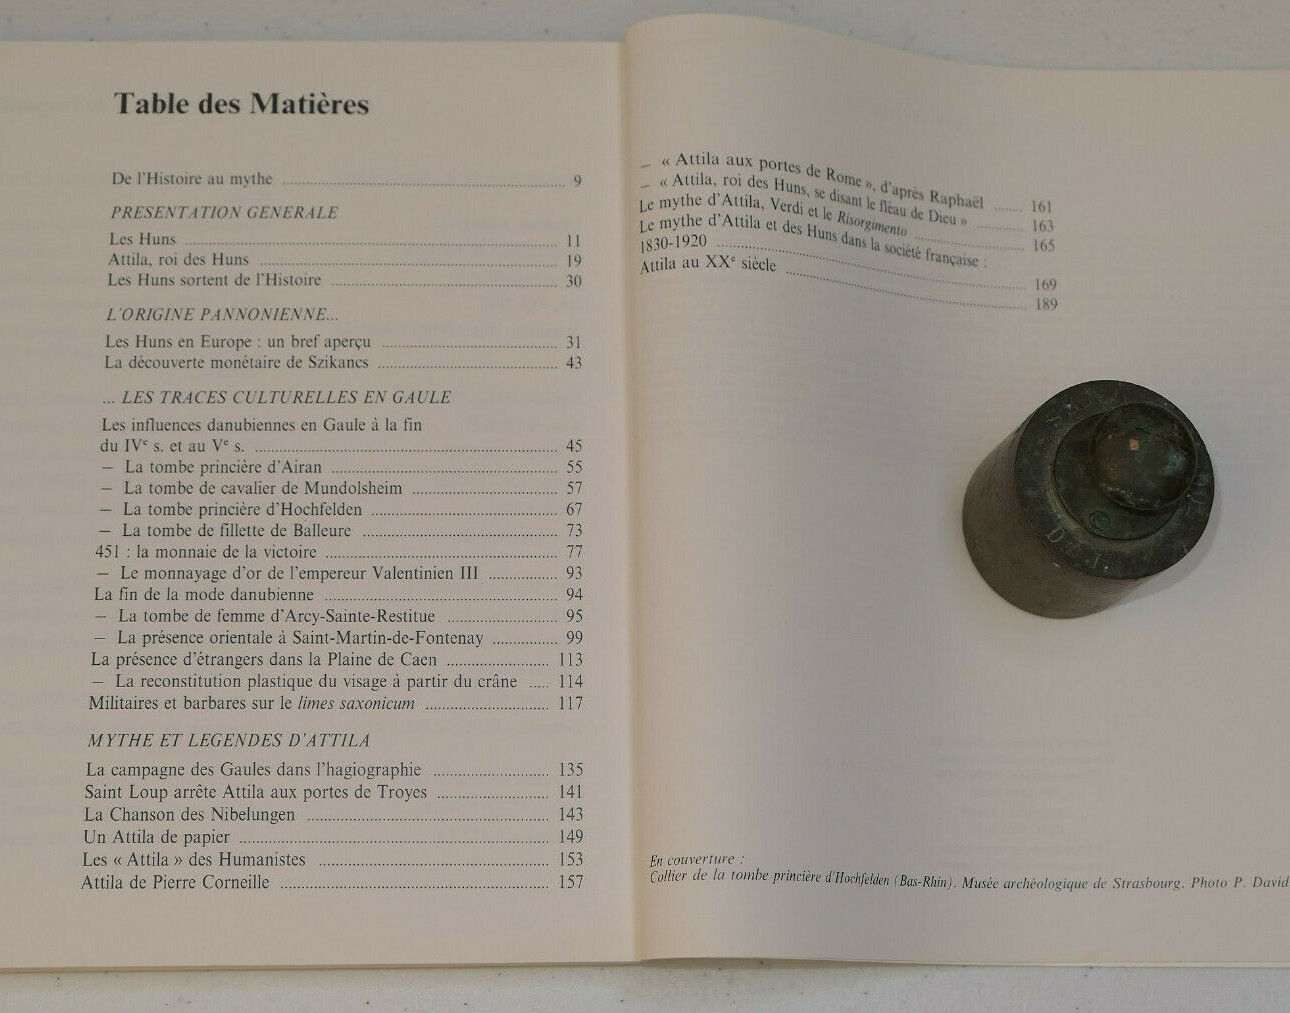 Table des Matières
De l'Histoire au mythe 9
PRESENTATION GENERALE
Les Huns 11
Attila, roi des Huns 19
Les Huns sortent de l'Histoire 30
L'ORIGINE PANNONIENNE...
Les Huns en Europe : un bref aperçu 31
La découverte monétaire de Szikancs 43
... LES TRACES CULTURELLES EN GAULE
Les influences danubiennes en Gaule à la fin
du IVe s. et au Ve s. 45
– La tombe princière d'Airan 55
– La tombe de cavalier de Mundolsheim 57
– La tombe princière d'Hochfelden 67
– La tombe de fillette de Balleure 73
451 : la monnaie de la victoire 77
– Le monnayage d'or de l'empereur Valentinien III 93
La fin de la mode danubienne 94
– La tombe de femme d'Arcy-Sainte-Restitue 95
– La présence orientale à Saint-Martin-de-Fontenay 99
La présence d'étrangers dans la Plaine de Caen 113
– La reconstitution plastique du visage à partir du crâne 114
Militaires et barbares sur le limes saxonicum 117
MYTHE ET LEGENDES D'ATTILA
La campagne des Gaules dans l'hagiographie 135
Saint Loup arrête Attila aux portes de Troyes 141
La Chanson des Nibelungen 143
Un Attila de papier 149
Les « Attila » des Humanistes 153
Attila de Pierre Corneille 157
– « Attila aux portes de Rome », d'après Raphaël 161
– « Attila, roi des Huns, se disant le fléau de Dieu » 163
Le mythe d'Attila, Verdi et le Risorgimento 165
Le mythe d'Attila et des Huns dans la société française :
1830-1920 169
Attila au XXe siècle 189
En couverture :
Collier de la tombe princière d'Hochfelden (Bas-Rhin). Musée archéologique de Strasbourg. Photo P. David